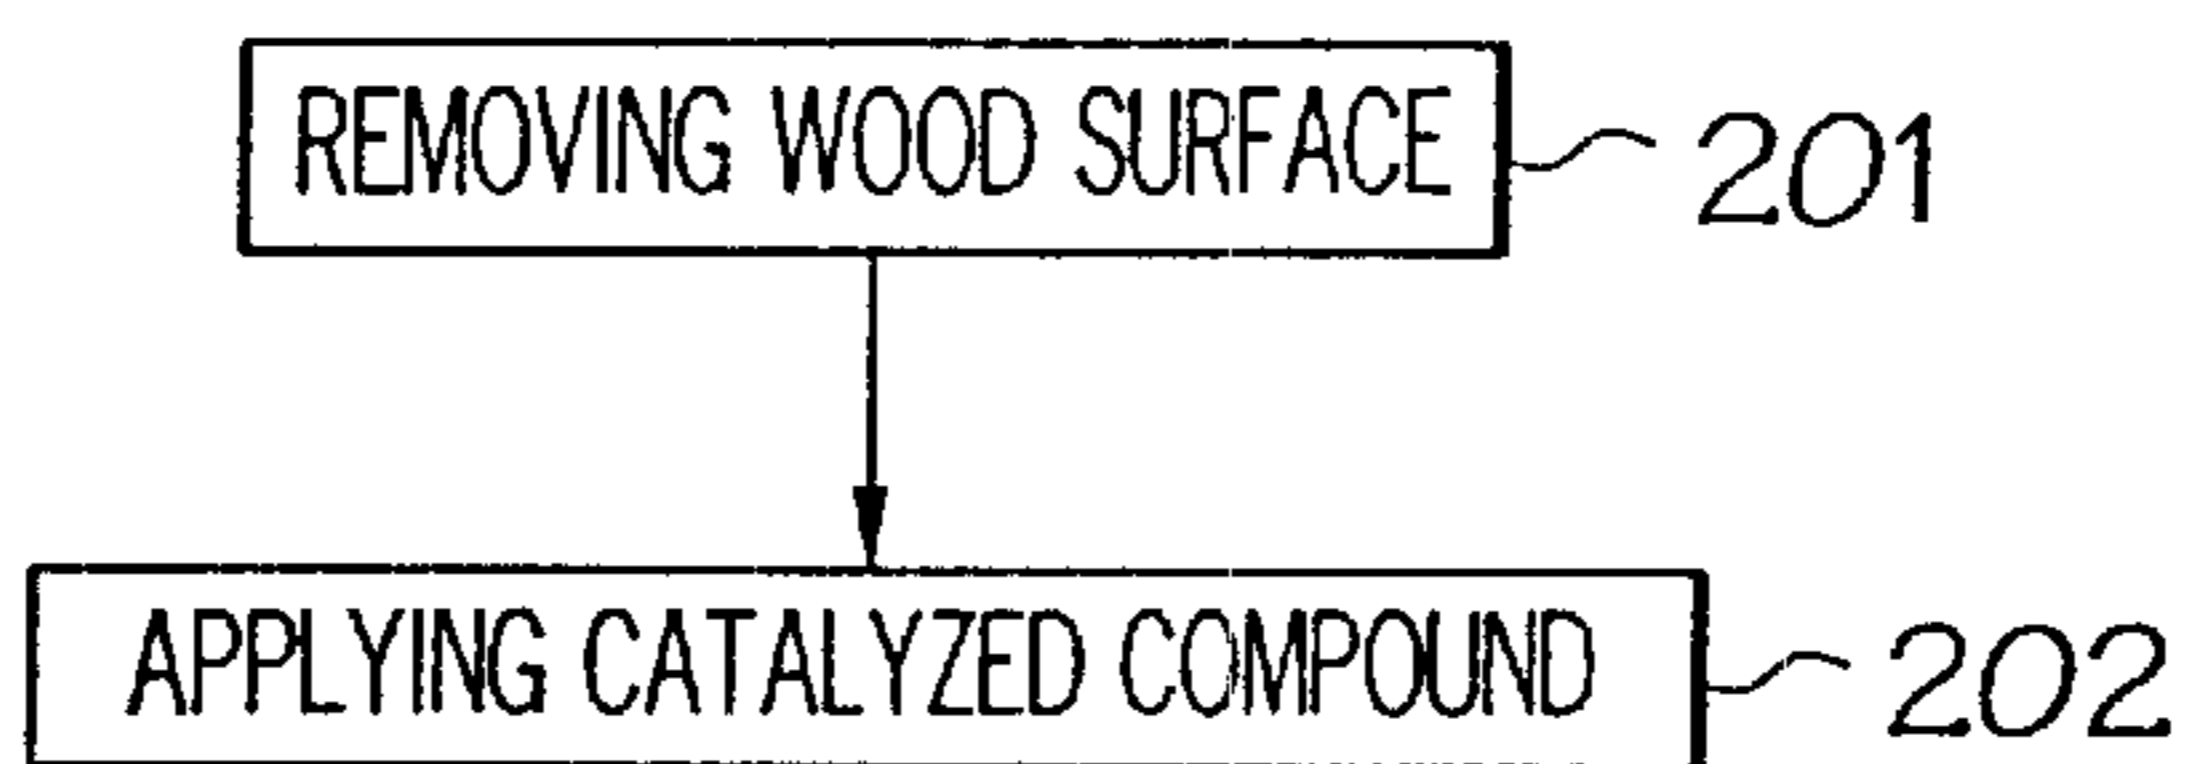 REMOVING WOOD SURFACE 201
APPLYING CATALYZED COMPOUND 202